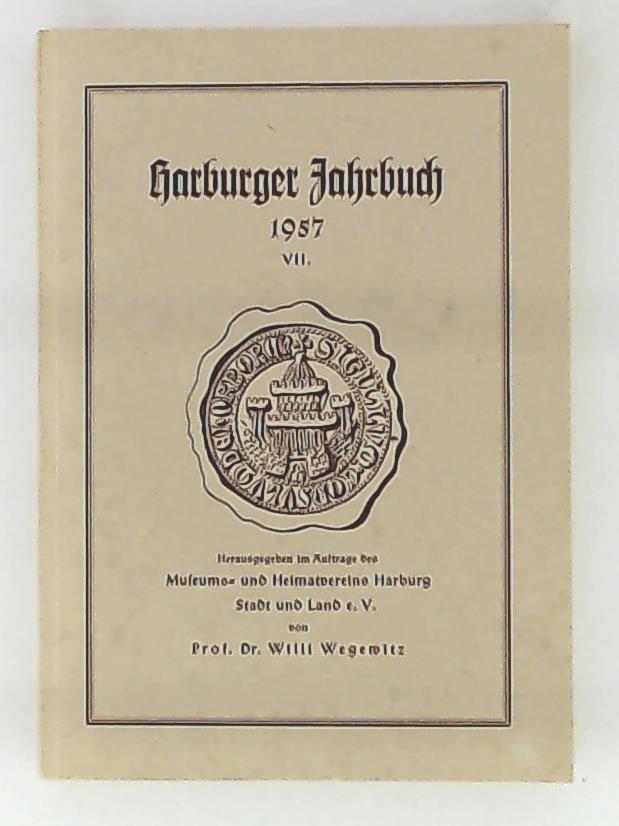 Harburger Jahrbuch
1957
VII.
Herausgegeben im Auftrage des
Museums- und Heimatvereins Harburg
Stadt und Land e. V.
von
Prof. Dr. Willi Wegewitz